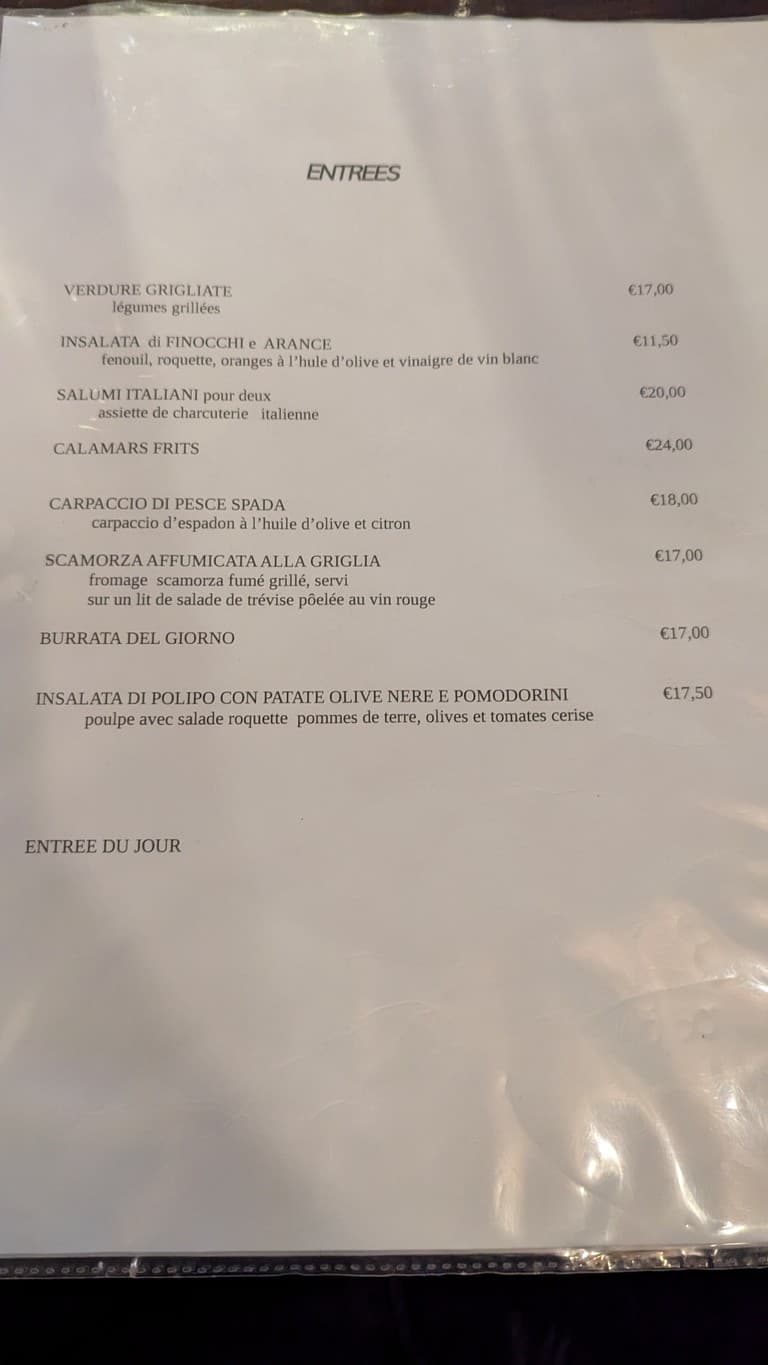 ENTREES
VERDURE GRIGLIATE €17,00
légumes grillées
INSALATA di FINOCCHI e ARANCE €11,50
fenouil, roquette, oranges à l'hule d'olive et vinaigre de vin blanc
SALUMI ITALIANI pour deux €20,00
assiette de charcuterie italienne
CALAMARS FRITS €24,00
CARPACCIO DI PESCE SPADA €18,00
carpaccio d'espadon à l'huile d'olive et citron
SCAMORZA AFFUMICATA ALLA GRIGLIA €17,00
fromage scamorza fumé grillé, servi
sur un lit de salade de trévise pôelée au vin rouge
BURRATA DEL GIORNO €17,00
INSALATA DI POLIPO CON PATATE OLIVE NERE E POMODORINI €17,50
poulpe avec salade roquette pommes de terre, olives et tomates cerise
ENTREE DU JOUR